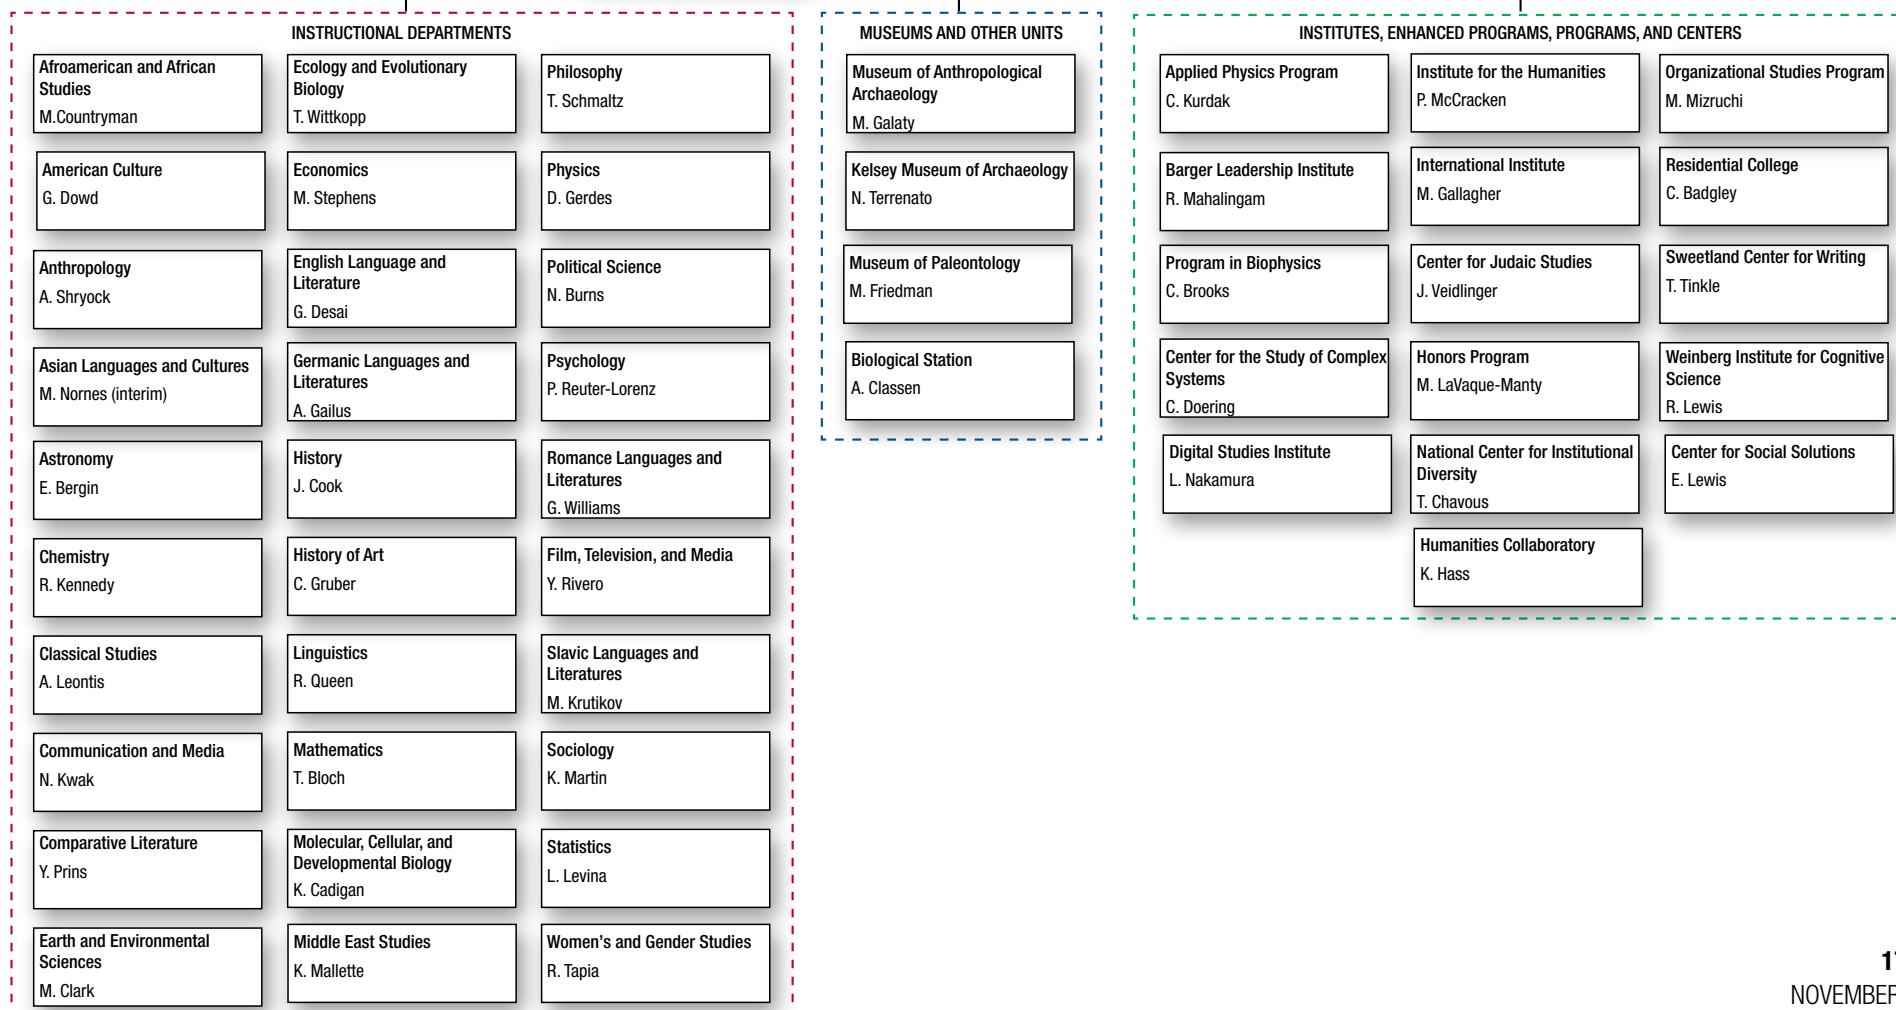 INSTRUCTIONAL DEPARTMENTS
Afroamerican and African
Studies
M.Countryman
American Culture
G. Dowd
Anthropology
A. Shryock
Asian Languages and Cultures
M. Nornes (interim)
Astronomy
E. Bergin
Chemistry
R. Kennedy
Classical Studies
A. Leontis
Communication and Media
N. Kwak
Comparative Literature
Y. Prins
Earth and Environmental
Sciences
M. Clark
Ecology and Evolutionary
Biology
T. Wittkopp
Economics
M. Stephens
English Language and
Literature
G. Desai
Germanic Languages and
Literatures
A. Gailus
History
J. Cook
History of Art
C. Gruber
Linguistics
R. Queen
Mathematics
T. Bloch
Molecular, Cellular, and
Developmental Biology
K. Cadigan
Middle East Studies
K. Mallette
Philosophy
T. Schmaltz
Physics
D. Gerdes
Political Science
N. Burns
Psychology
P. Reuter-Lorenz
Romance Languages and
Literatures
G. Williams
Film, Television, and Media
Y. Rivero
Slavic Languages and
Literatures
M. Krutikov
Sociology
K. Martin
Statistics
L. Levina
Women’s and Gender Studies
R. Tapia
MUSEUMS AND OTHER UNITS
Museum of Anthropological
Archaeology
M. Galaty
Kelsey Museum of Archaeology
N. Terrenato
Museum of Paleontology
M. Friedman
Biological Station
A. Classen
INSTITUTES, ENHANCED PROGRAMS, PROGRAMS, AND CENTERS
Applied Physics Program
C. Kurdak
Barger Leadership Institute
R. Mahalingam
Program in Biophysics
C. Brooks
Center for the Study of Complex
Systems
C. Doering
Digital Studies Institute
L. Nakamura
Institute for the Humanities
P. McCracken
International Institute
M. Gallagher
Center for Judaic Studies
J. Veidlinger
Honors Program
M. LaVaque-Manty
National Center for Institutional
Diversity
T. Chavous
Humanities Collaboratory
K. Hass
Organizational Studies Program
M. Mizruchi
Residential College
C. Badgley
Sweetland Center for Writing
T. Tinkle
Weinberg Institute for Cognitive
Science
R. Lewis
Center for Social Solutions
E. Lewis
NOVEMBER